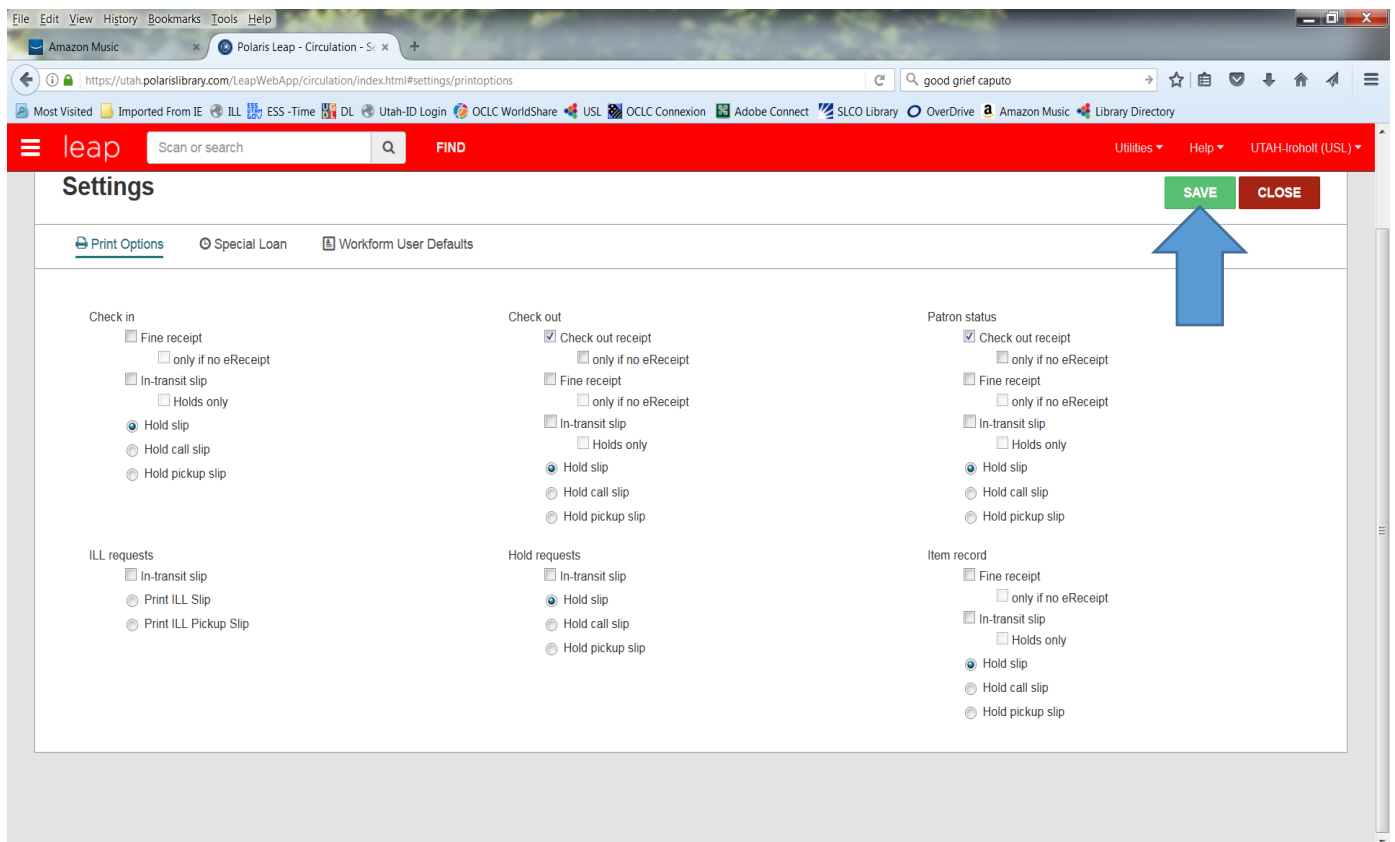 File Edit View History Bookmarks Tools Help
Amazon Music × Polaris Leap - Circulation - Se × +
https://utah.polarislibrary.com/LeapWebApp/circulation/index.html#settings/printoptions good grief caputo
Most Visited Imported From IE ILL ESS -Time DL Utah-ID Login OCLC WorldShare USL OCLC Connexion Adobe Connect SLCO Library OverDrive Amazon Music Library Directory
leap Scan or search FIND Utilities Help UTAH-lroholt (USL)
Settings SAVE CLOSE
Print Options Special Loan Workform User Defaults
Check in
Fine receipt
only if no eReceipt
In-transit slip
Holds only
Hold slip
Hold call slip
Hold pickup slip
Check out
Check out receipt
only if no eReceipt
Fine receipt
only if no eReceipt
In-transit slip
Holds only
Hold slip
Hold call slip
Hold pickup slip
Patron status
Check out receipt
only if no eReceipt
Fine receipt
only if no eReceipt
In-transit slip
Holds only
Hold slip
Hold call slip
Hold pickup slip
ILL requests
In-transit slip
Print ILL Slip
Print ILL Pickup Slip
Hold requests
In-transit slip
Hold slip
Hold call slip
Hold pickup slip
Item record
Fine receipt
only if no eReceipt
In-transit slip
Holds only
Hold slip
Hold call slip
Hold pickup slip